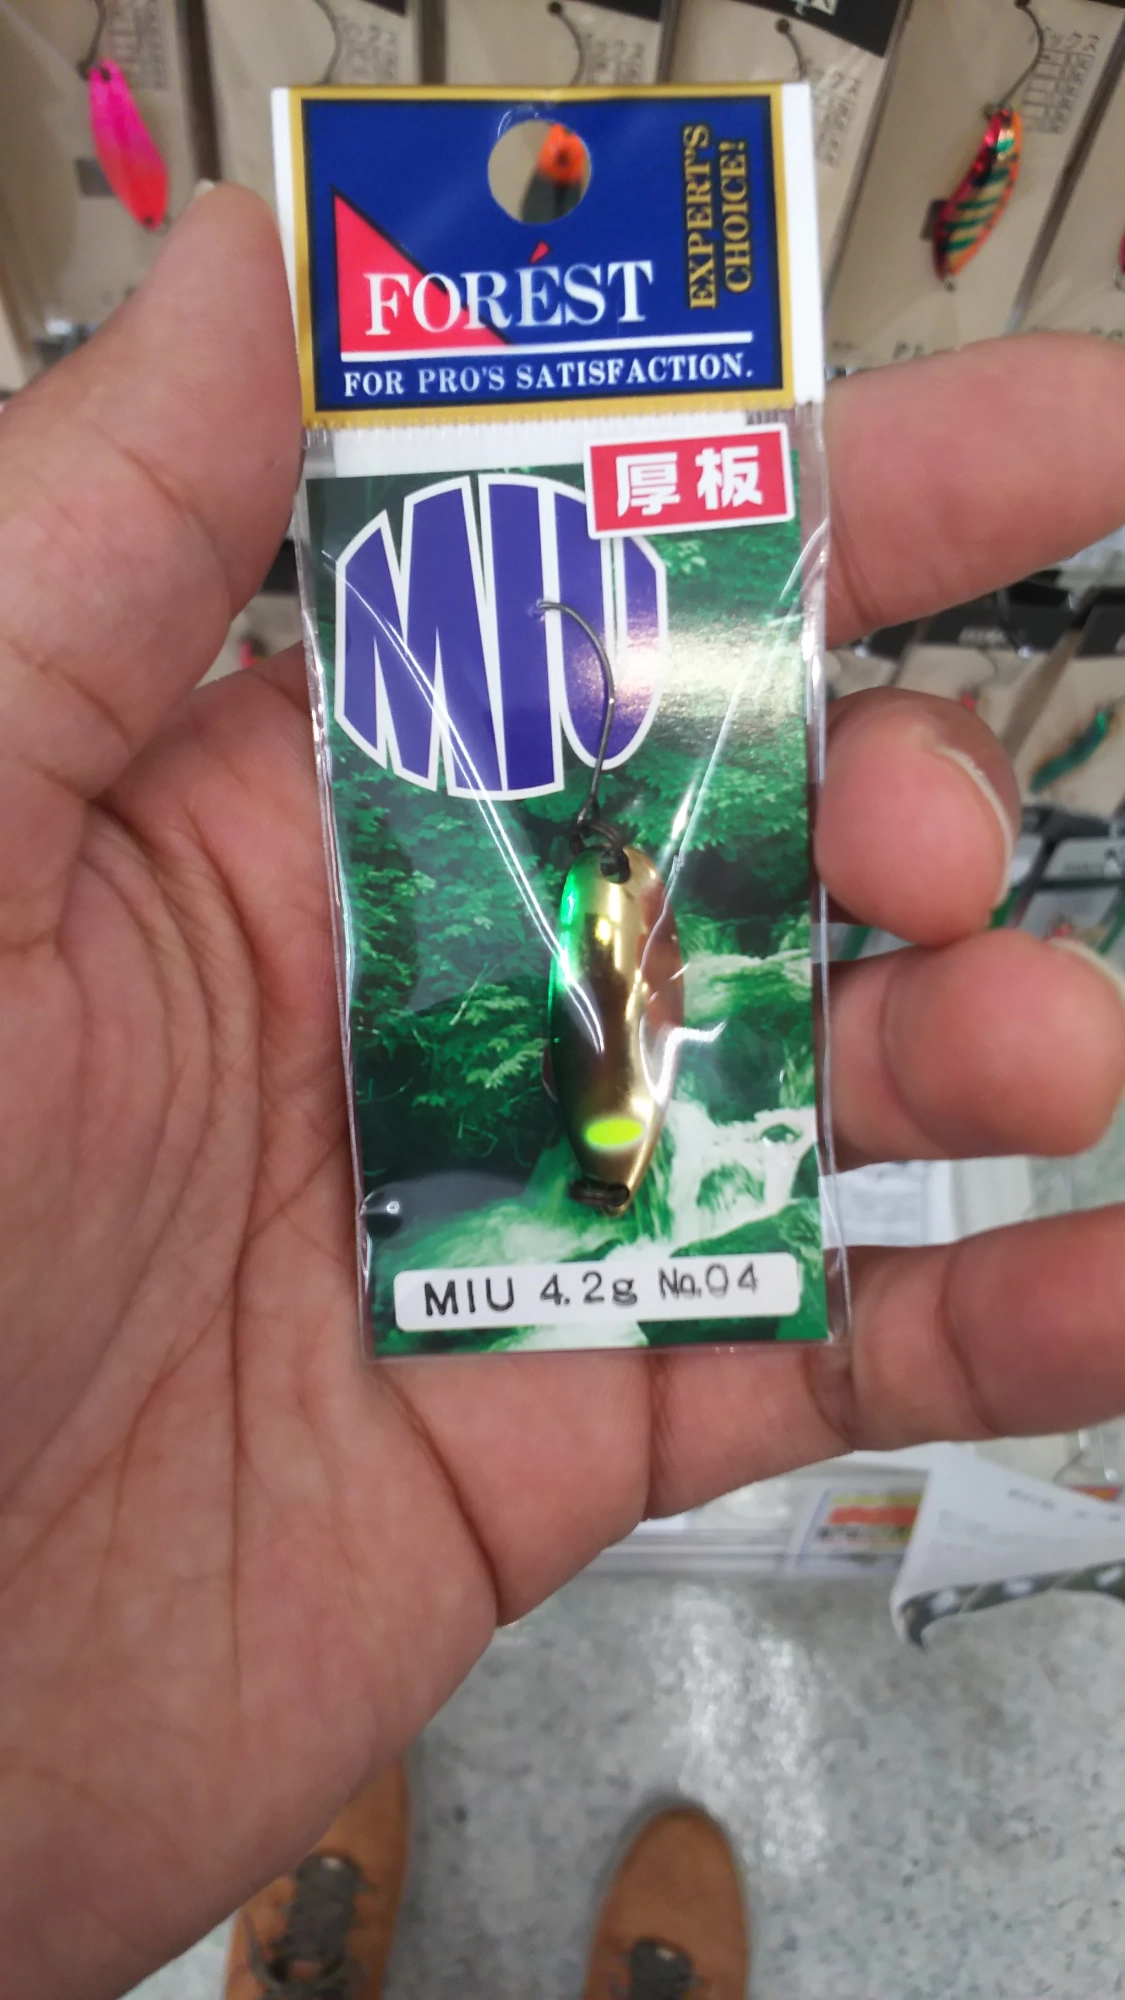 EXPERT'S
CHOICE!
FORÉST
FOR PRO'S SATISFACTION.
厚板
MIU
MIU 4.2g No.04